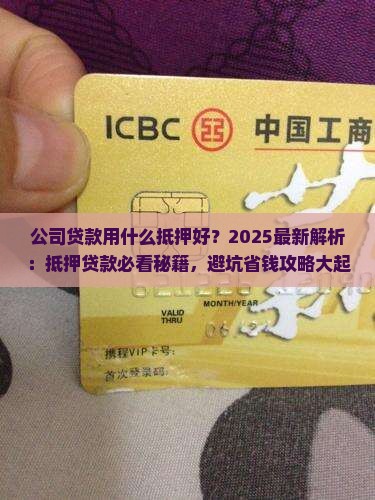 ICBC 中国工商
公司贷款用什么抵押好？2025最新解析
：抵押贷款必看秘籍，避坑省钱攻略大起
VALID
THRU
携程VIP卡号：
首次登录码：